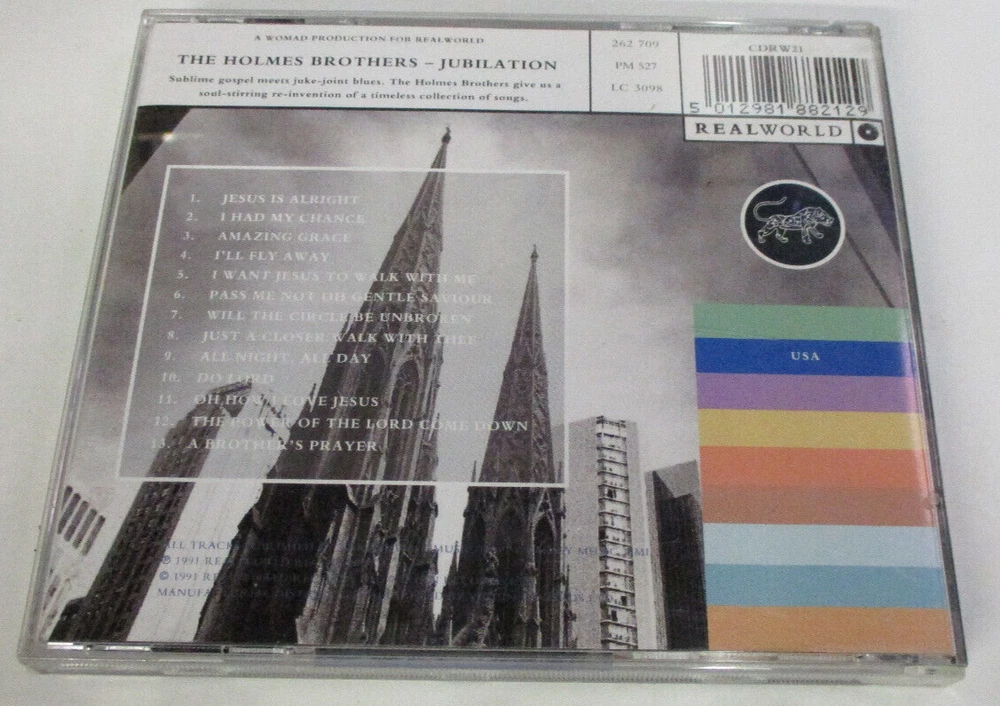 A WOMAD PRODUCTION FOR REALWORLD
THE HOLMES BROTHERS – JUBILATION
Sublime gospel meets juke-joint blues. The Holmes Brothers give us a
soul-stirring re-invention of a timeless collection of songs.
262 709
PM 527
LC 3098
CDRW21
5 012981 882129
REALWORLD
1. JESUS IS ALRIGHT
2. I HAD MY CHANCE
3. AMAZING GRACE
4. I'LL FLY AWAY
5. I WANT JESUS TO WALK WITH ME
6. PASS ME NOT OH GENTLE SAVIOUR
7. WILL THE CIRCLE BE UNBROKEN
8. JUST A CLOSER WALK WITH THEE
9. ALL NIGHT, ALL DAY
10. DO LORD
11. OH HOW I LOVE JESUS
12. THE POWER OF THE LORD COME DOWN
13. A BROTHER'S PRAYER
USA
ALL
℗ 1991
© 1991